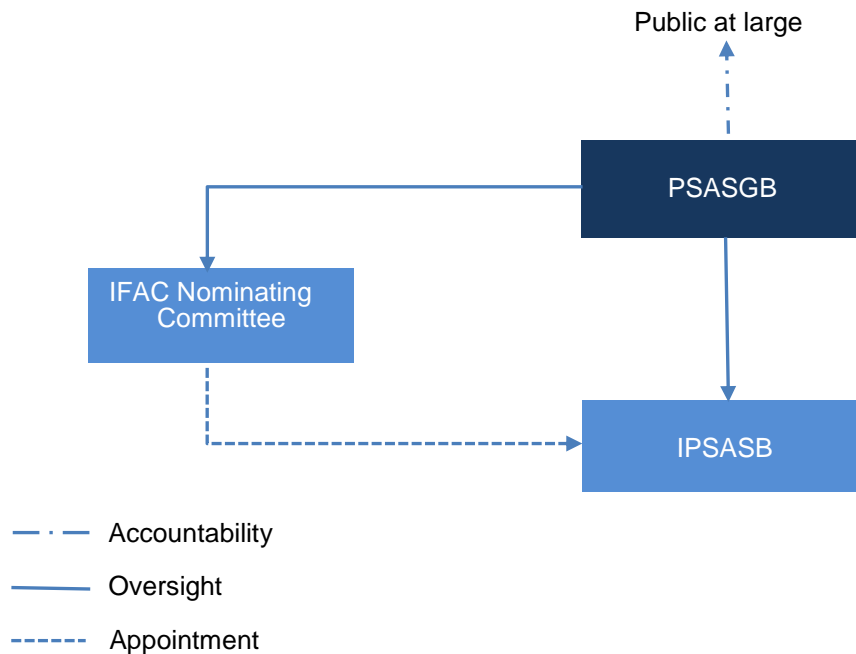 Public at large
PSASGB
IFAC Nominating
Committee
IPSASB
Accountability
Oversight
Appointment